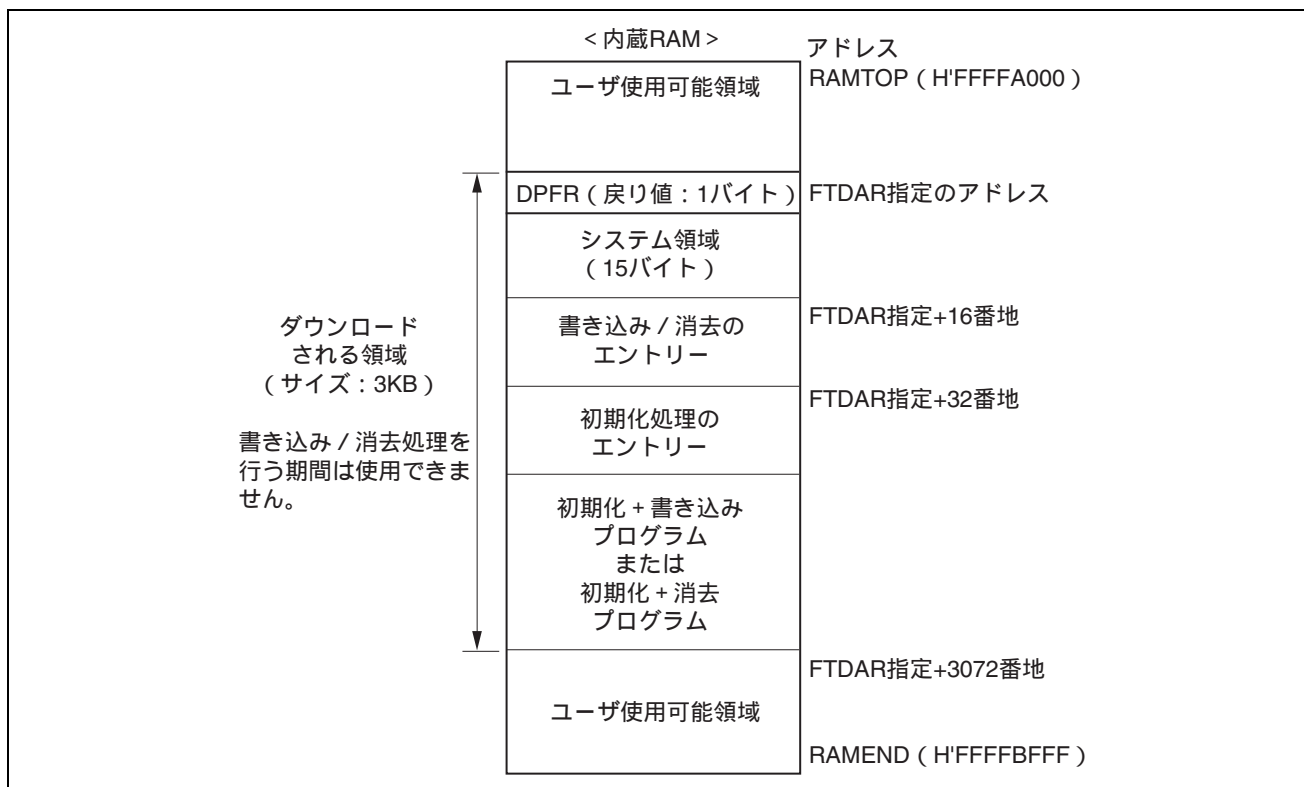 ＜内蔵RAM＞
アドレス
RAMTOP（H'FFFFA000）
ユーザ使用可能領域
DPFR（戻り値：1バイト）
FTDAR指定のアドレス
システム領域
（15バイト）
FTDAR指定+16番地
書き込み／消去の
エントリー
FTDAR指定+32番地
初期化処理の
エントリー
ダウンロード
される領域
（サイズ：3KB）
書き込み／消去処理を
行う期間は使用できま
せん。
初期化＋書き込み
プログラム
または
初期化＋消去
プログラム
FTDAR指定+3072番地
ユーザ使用可能領域
RAMEND（H'FFFFBFFF）